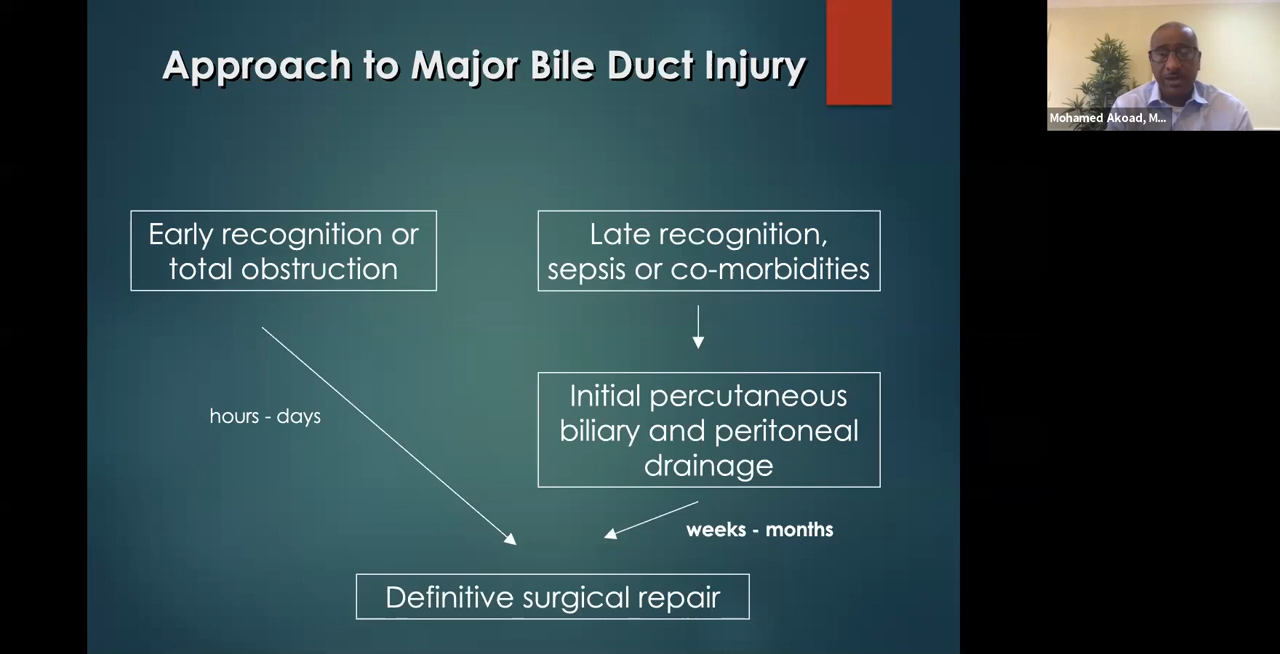 Approach to Major Bile Duct Injury
Mohamed Akoad, M...
Early recognition or
total obstruction
Late recognition,
sepsis or co-morbidities
hours - days
Initial percutaneous
biliary and peritoneal
drainage
weeks - months
Definitive surgical repair